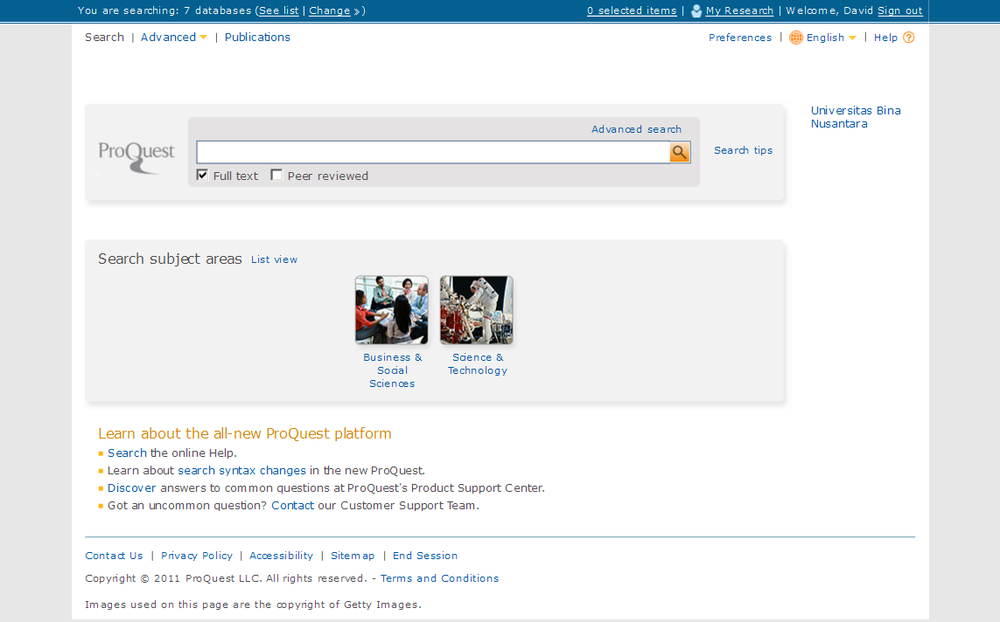 You are searching: 7 databases (See list | Change »)
0 selected items | My Research | Welcome, David Sign out
Search | Advanced | Publications
Preferences | English | Help ?
Universitas Bina
Nusantara
Advanced search
ProQuest
Search tips
Full text Peer reviewed
Search subject areas List view
Business &
Social
Sciences
Science &
Technology
Learn about the all-new ProQuest platform
Search the online Help.
Learn about search syntax changes in the new ProQuest.
Discover answers to common questions at ProQuest's Product Support Center.
Got an uncommon question? Contact our Customer Support Team.
Contact Us | Privacy Policy | Accessibility | Sitemap | End Session
Copyright © 2011 ProQuest LLC. All rights reserved. - Terms and Conditions
Images used on this page are the copyright of Getty Images.